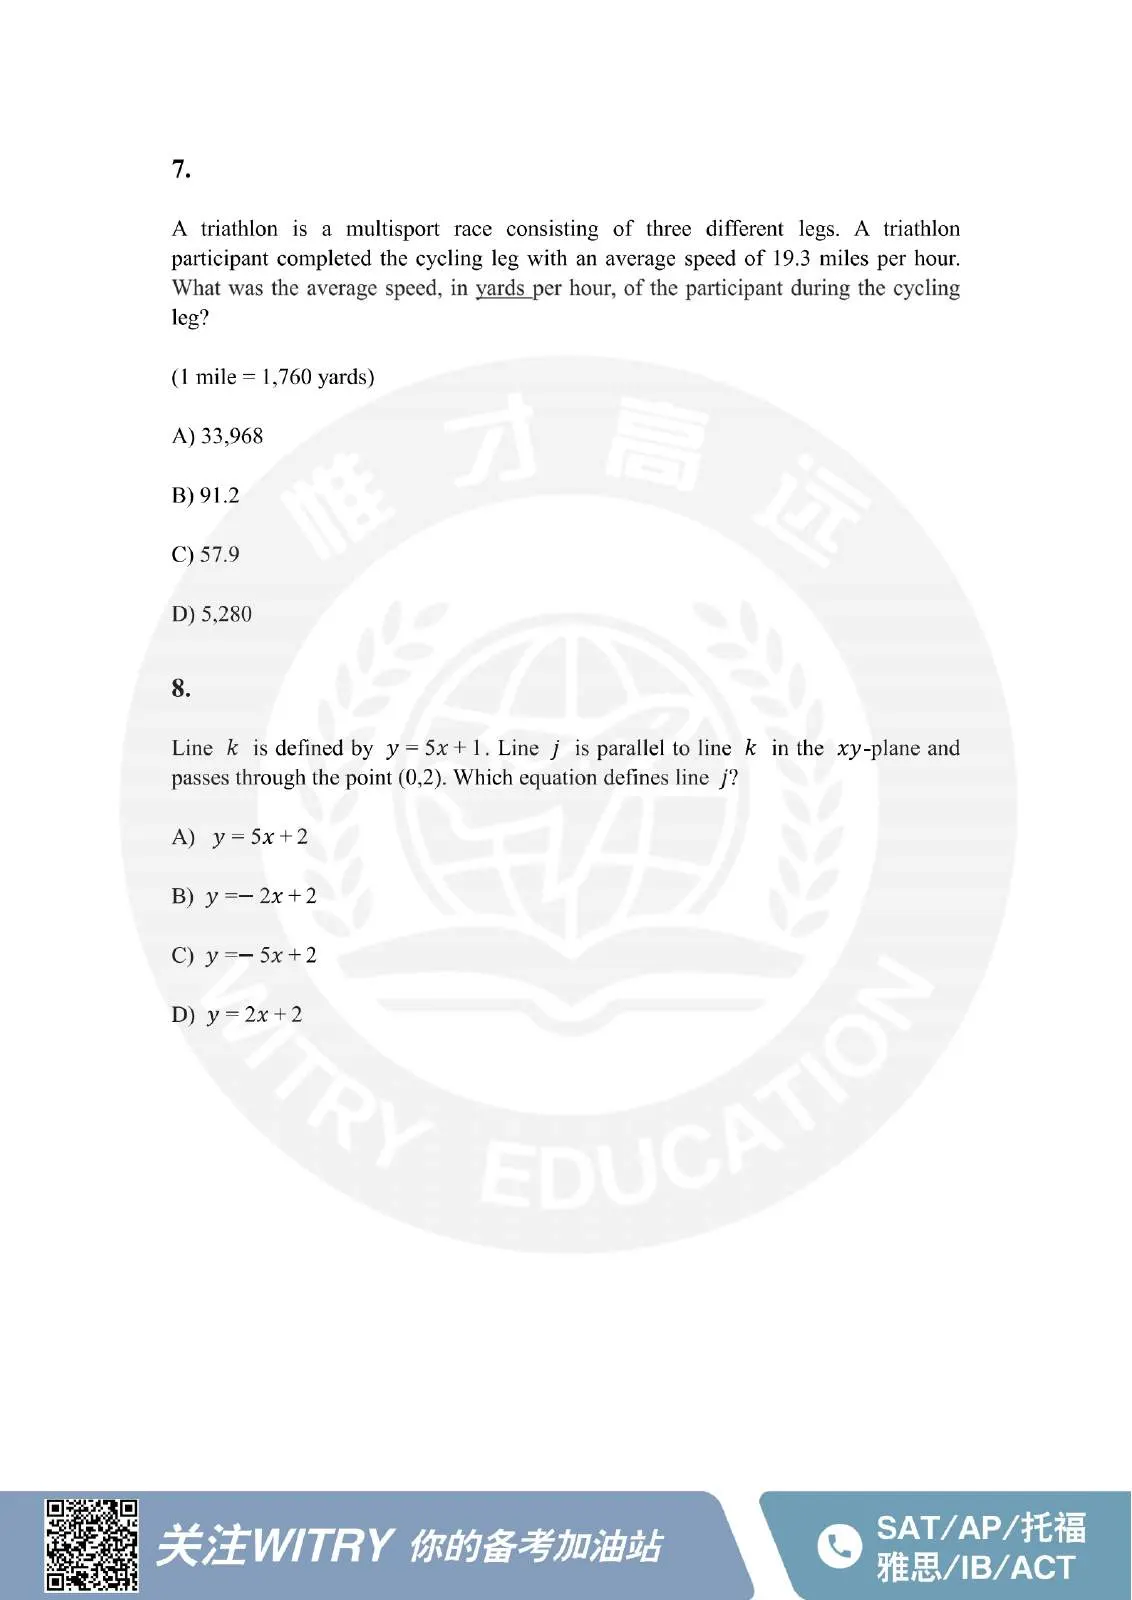 7.
A triathlon is a multisport race consisting of three different legs. A triathlon
participant completed the cycling leg with an average speed of 19.3 miles per hour.
What was the average speed, in yards per hour, of the participant during the cycling
leg?
(1 mile = 1,760 yards)
A) 33,968
B) 91.2
C) 57.9
D) 5,280
8.
Line k is defined by y = 5x + 1. Line j is parallel to line k in the xy-plane and
passes through the point (0,2). Which equation defines line j?
A) y = 5x + 2
B) y =− 2x + 2
C) y =− 5x + 2
D) y = 2x + 2
惟才高远
WITRY EDUCATION
关注WITRY 你的备考加油站
SAT/AP/托福
雅思/IB/ACT